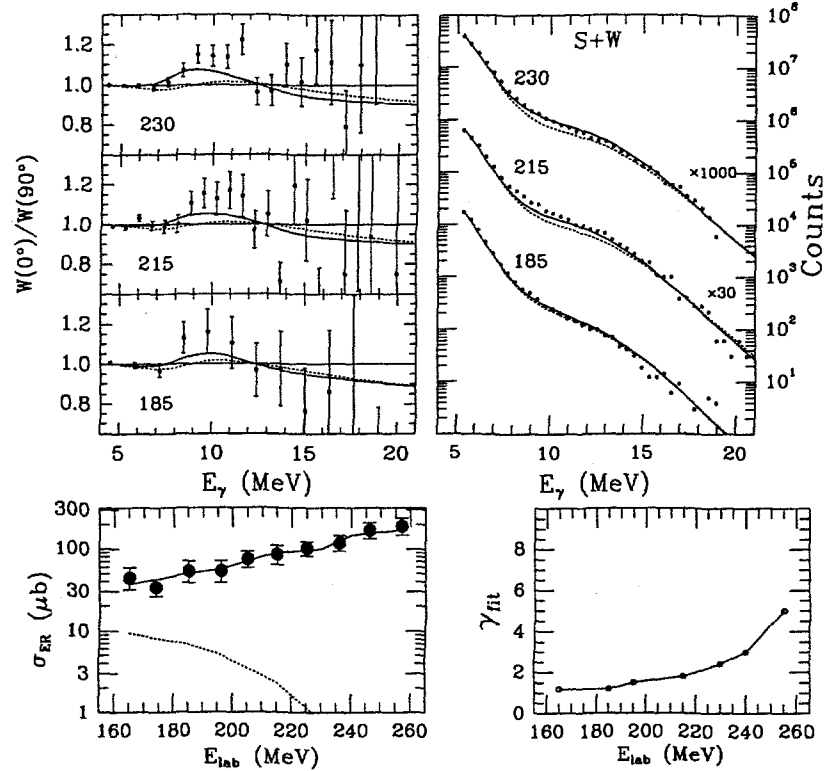 W(0°)/W(90°)
1.2
1.0
0.8
230
1.2
1.0
0.8
215
1.2
1.0
0.8
185
5 10 15 20
E_γ (MeV)
S+W
230
×1000
215
×30
185
10^8
10^7
10^6
10^5
10^4
10^3
10^2
10^1
Counts
5 10 15 20
E_γ (MeV)
σ_ER (μb)
300
100
30
10
3
1
160 180 200 220 240 260
E_lab (MeV)
γ_fit
8
6
4
2
0
160 180 200 220 240 260
E_lab (MeV)